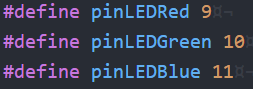 #define pinLEDRed 9¤¬
#define pinLEDGreen 10¤
#define pinLEDBlue 11¤¬